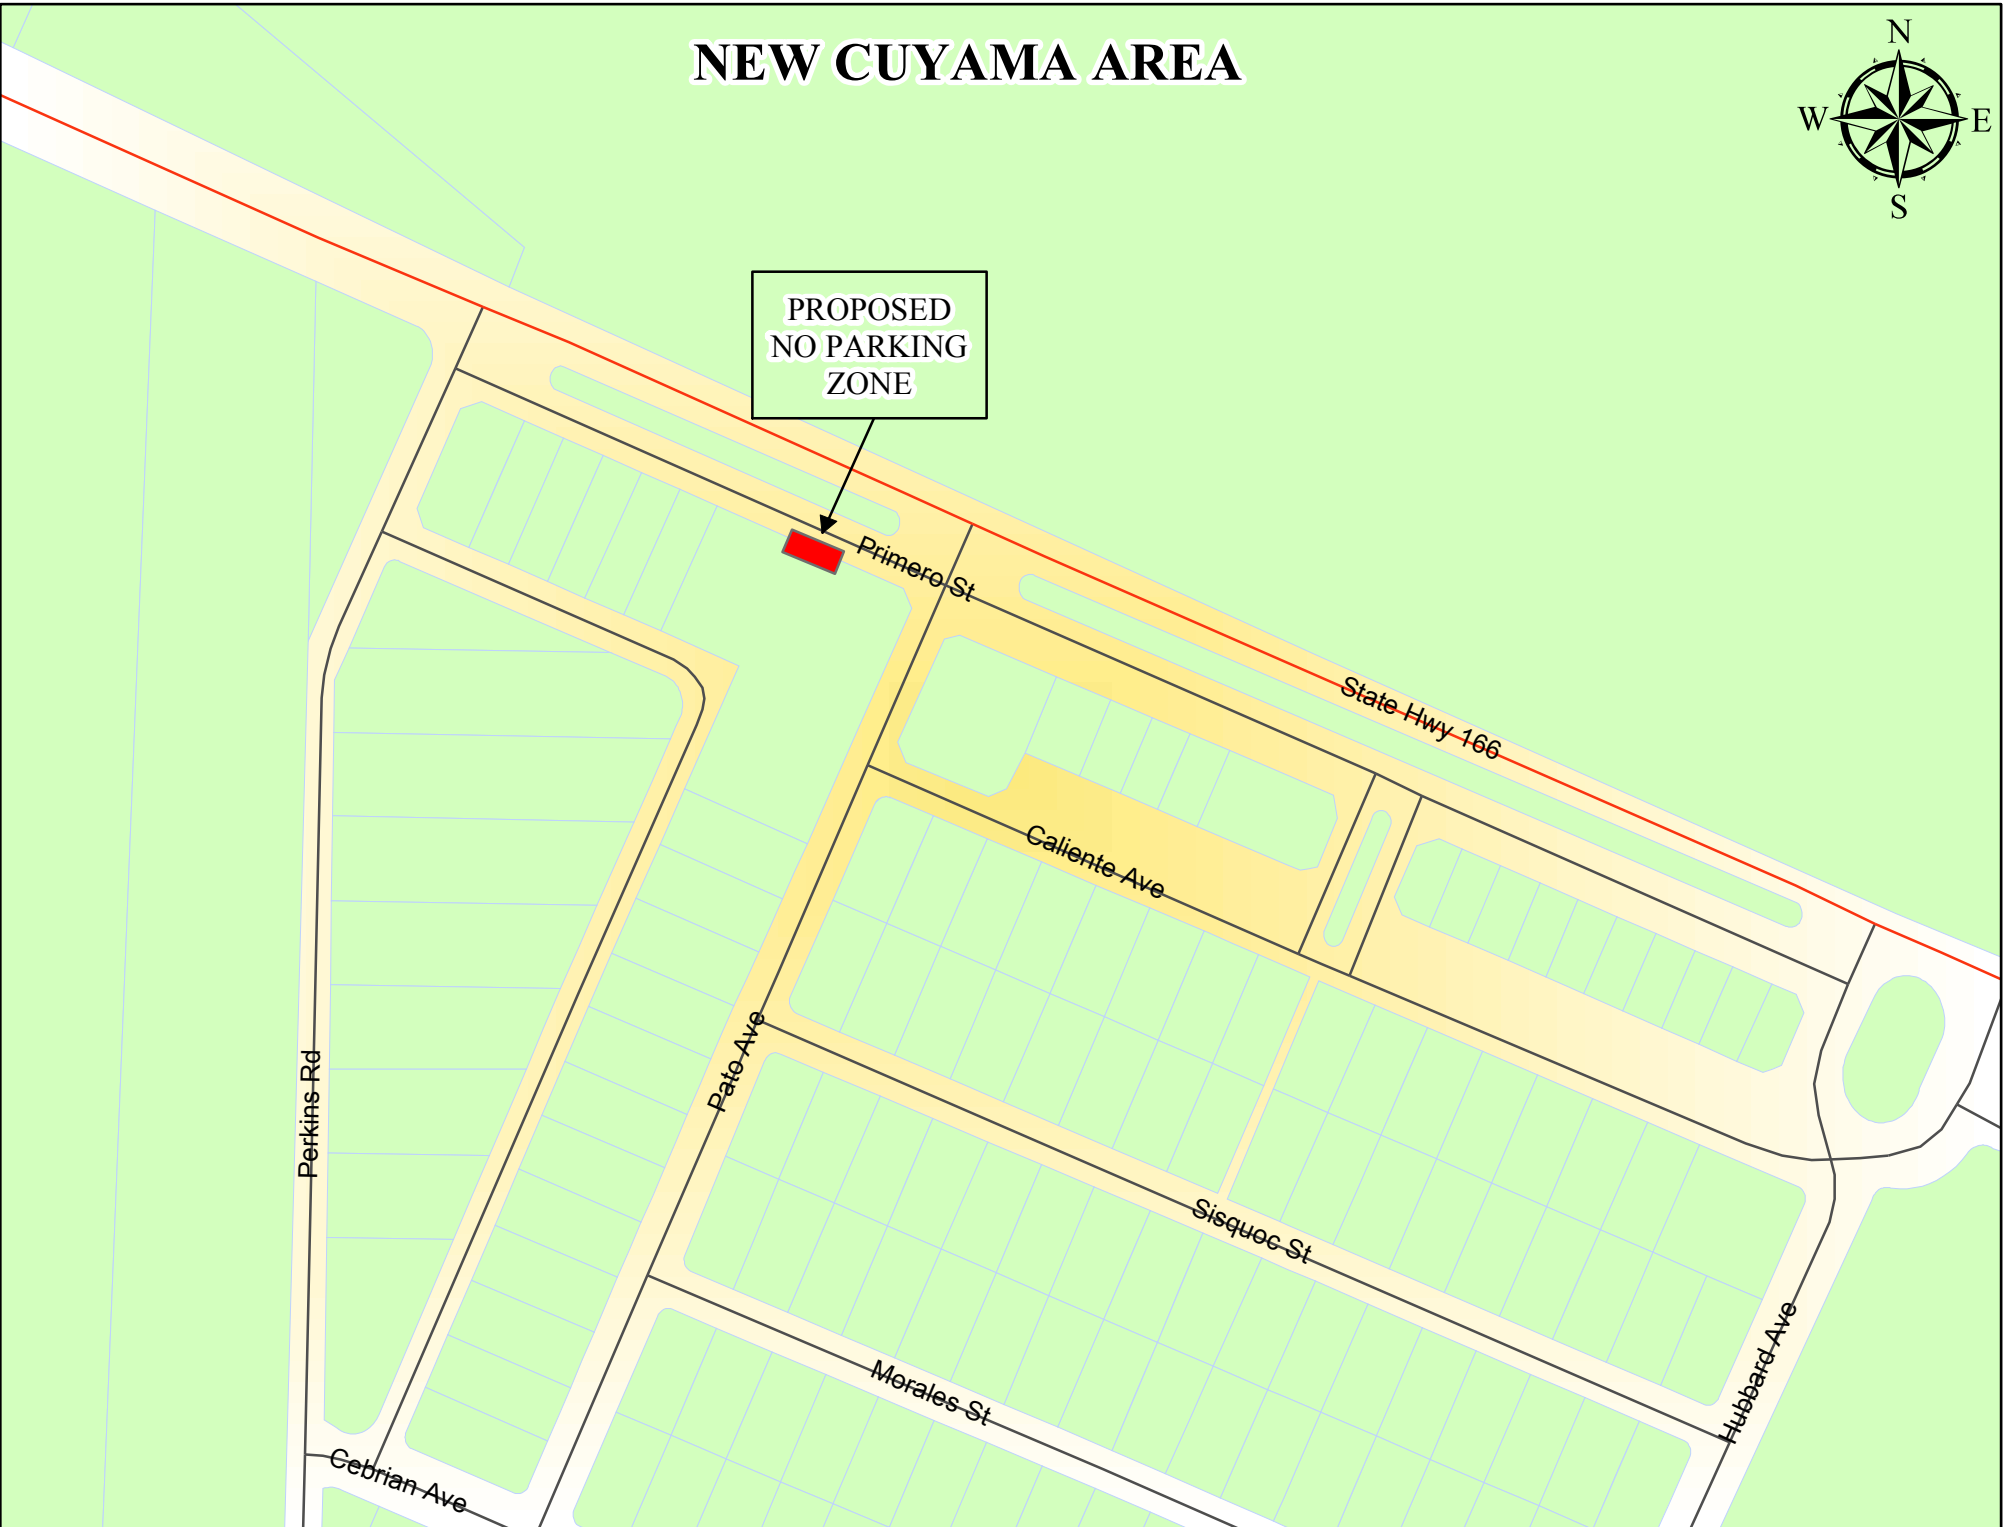 NEW CUYAMA AREA
N
W
E
S
PROPOSED
NO PARKING
ZONE
Primero St
State Hwy 166
Caliente Ave
Pato Ave
Perkins Rd
Sisquoc St
Hubbard Ave
Morales St
Cebrian Ave